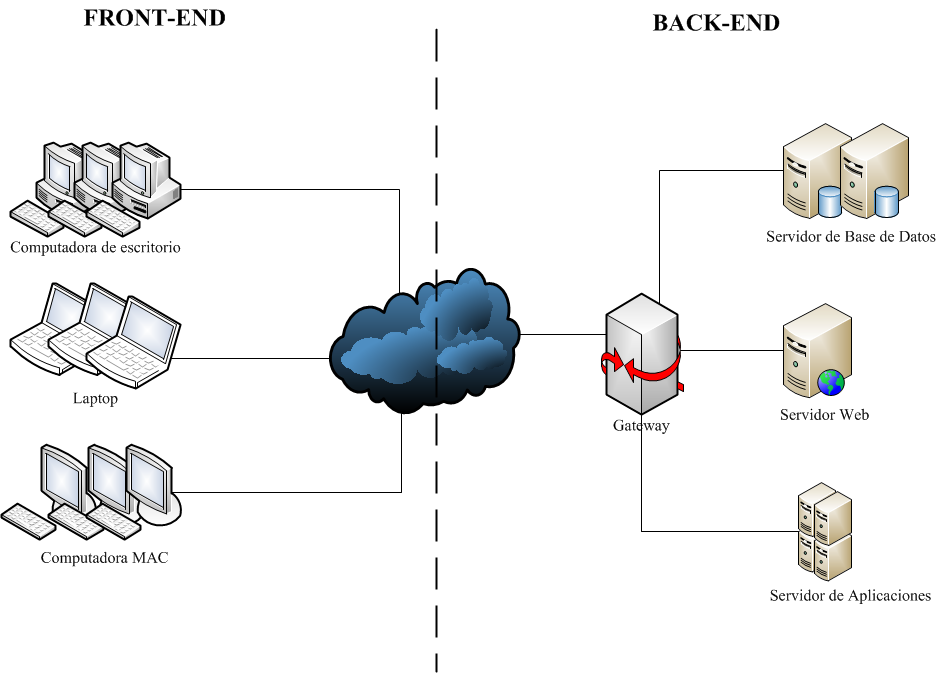 FRONT-END
BACK-END
Computadora de escritorio
Laptop
Computadora MAC
Servidor de Base de Datos
Servidor Web
Gateway
Servidor de Aplicaciones